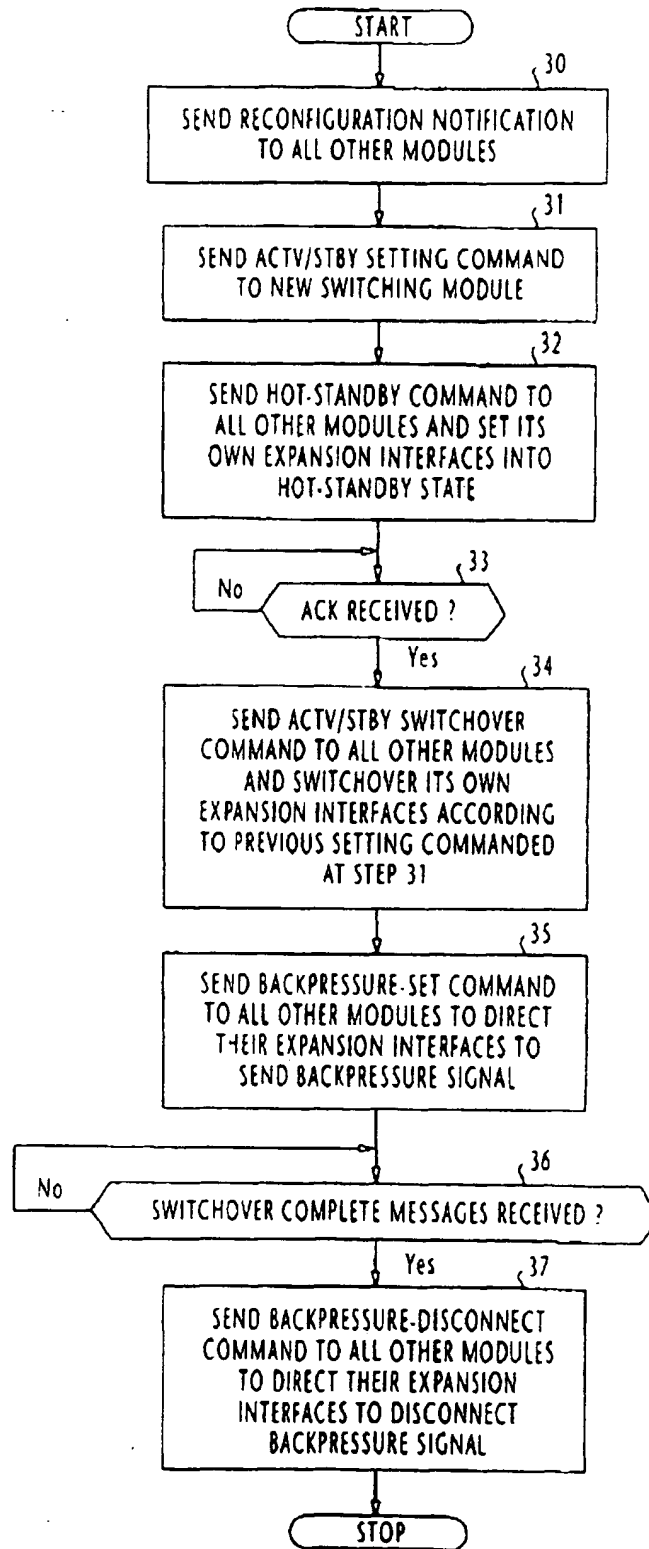 START
30
SEND RECONFIGURATION NOTIFICATION
TO ALL OTHER MODULES
31
SEND ACTV/STBY SETTING COMMAND
TO NEW SWITCHING MODULE
32
SEND HOT-STANDBY COMMAND TO
ALL OTHER MODULES AND SET ITS
OWN EXPANSION INTERFACES INTO
HOT-STANDBY STATE
33
No
ACK RECEIVED ?
Yes
34
SEND ACTV/STBY SWITCHOVER
COMMAND TO ALL OTHER MODULES
AND SWITCHOVER ITS OWN
EXPANSION INTERFACES ACCORDING
TO PREVIOUS SETTING COMMANDED
AT STEP 31
35
SEND BACKPRESSURE-SET COMMAND
TO ALL OTHER MODULES TO DIRECT
THEIR EXPANSION INTERFACES TO
SEND BACKPRESSURE SIGNAL
36
No
SWITCHOVER COMPLETE MESSAGES RECEIVED ?
Yes
37
SEND BACKPRESSURE-DISCONNECT
COMMAND TO ALL OTHER MODULES
TO DIRECT THEIR EXPANSION
INTERFACES TO DISCONNECT
BACKPRESSURE SIGNAL
STOP